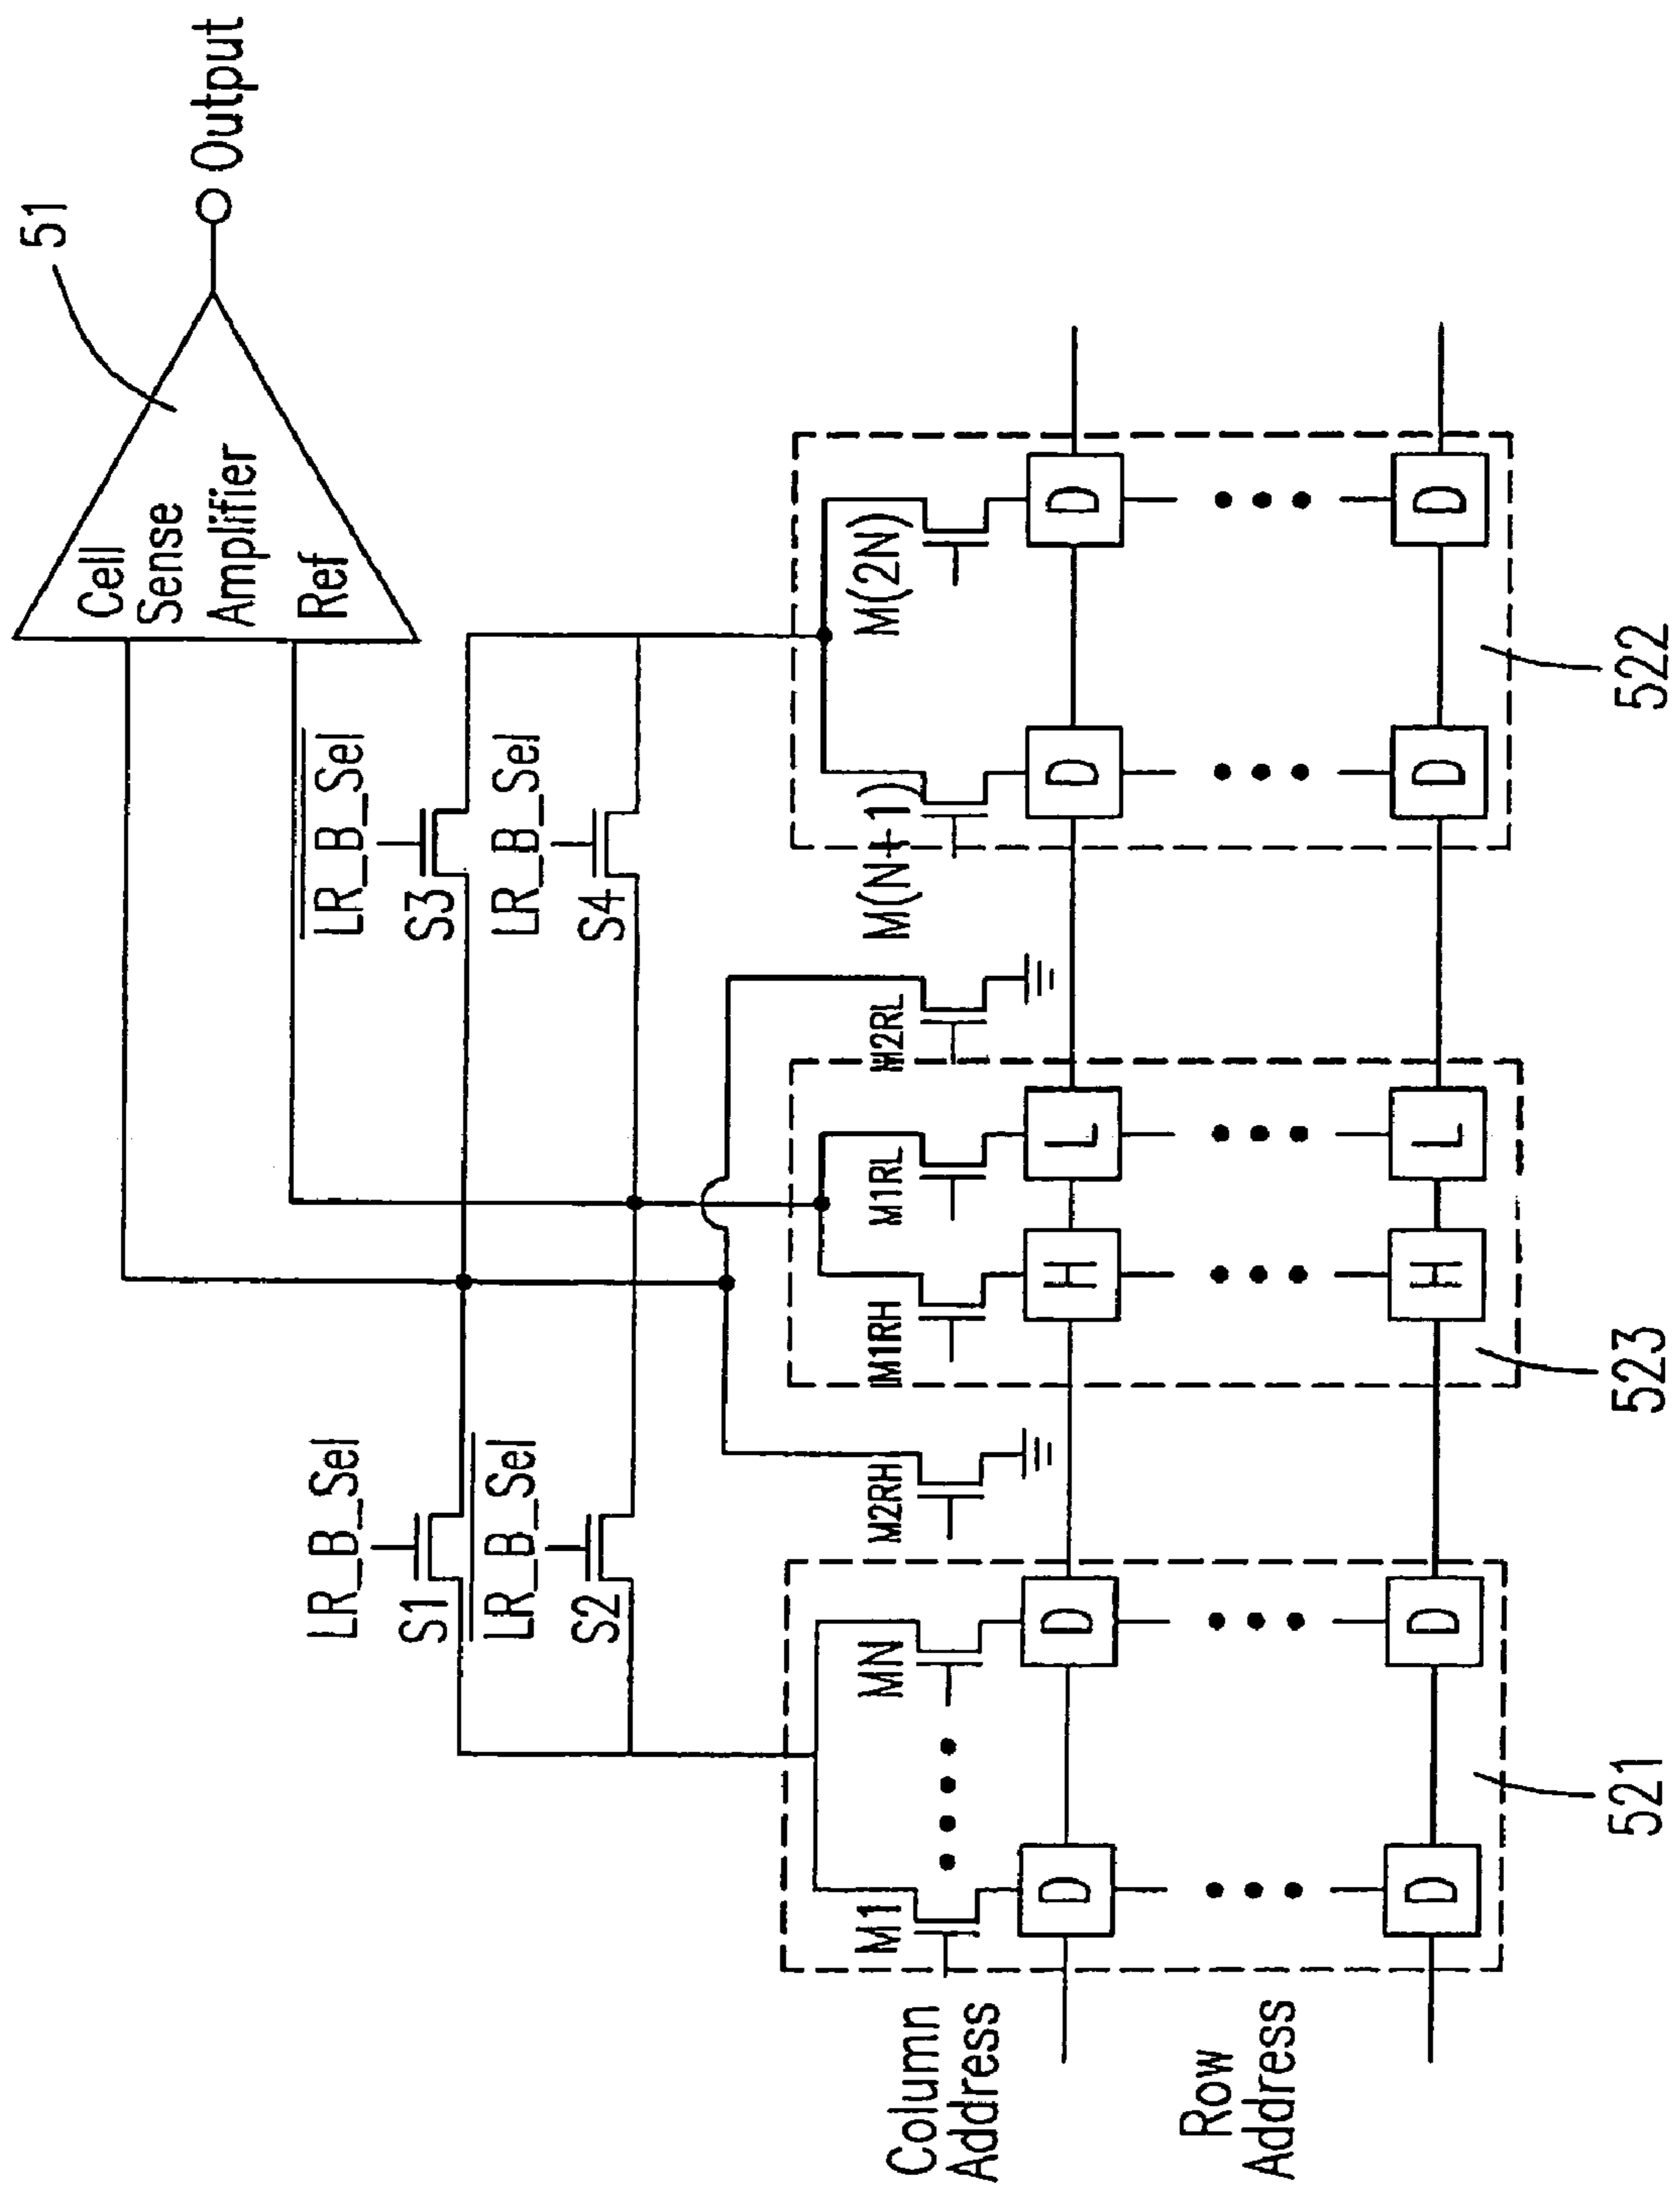 51
Cell
Sense
Amplifier
Ref
Output
LR_B_Sel
S1
LR_B_Sel
S2
LR_B_Sel
S3
LR_B_Sel
S4
Column
Address
M1
MN
M2RH
M1RH
M1RL
M2RL
M(N+1)
M(2N)
D
D
H
L
D
D
Row
Address
D
D
H
L
D
D
521
523
522